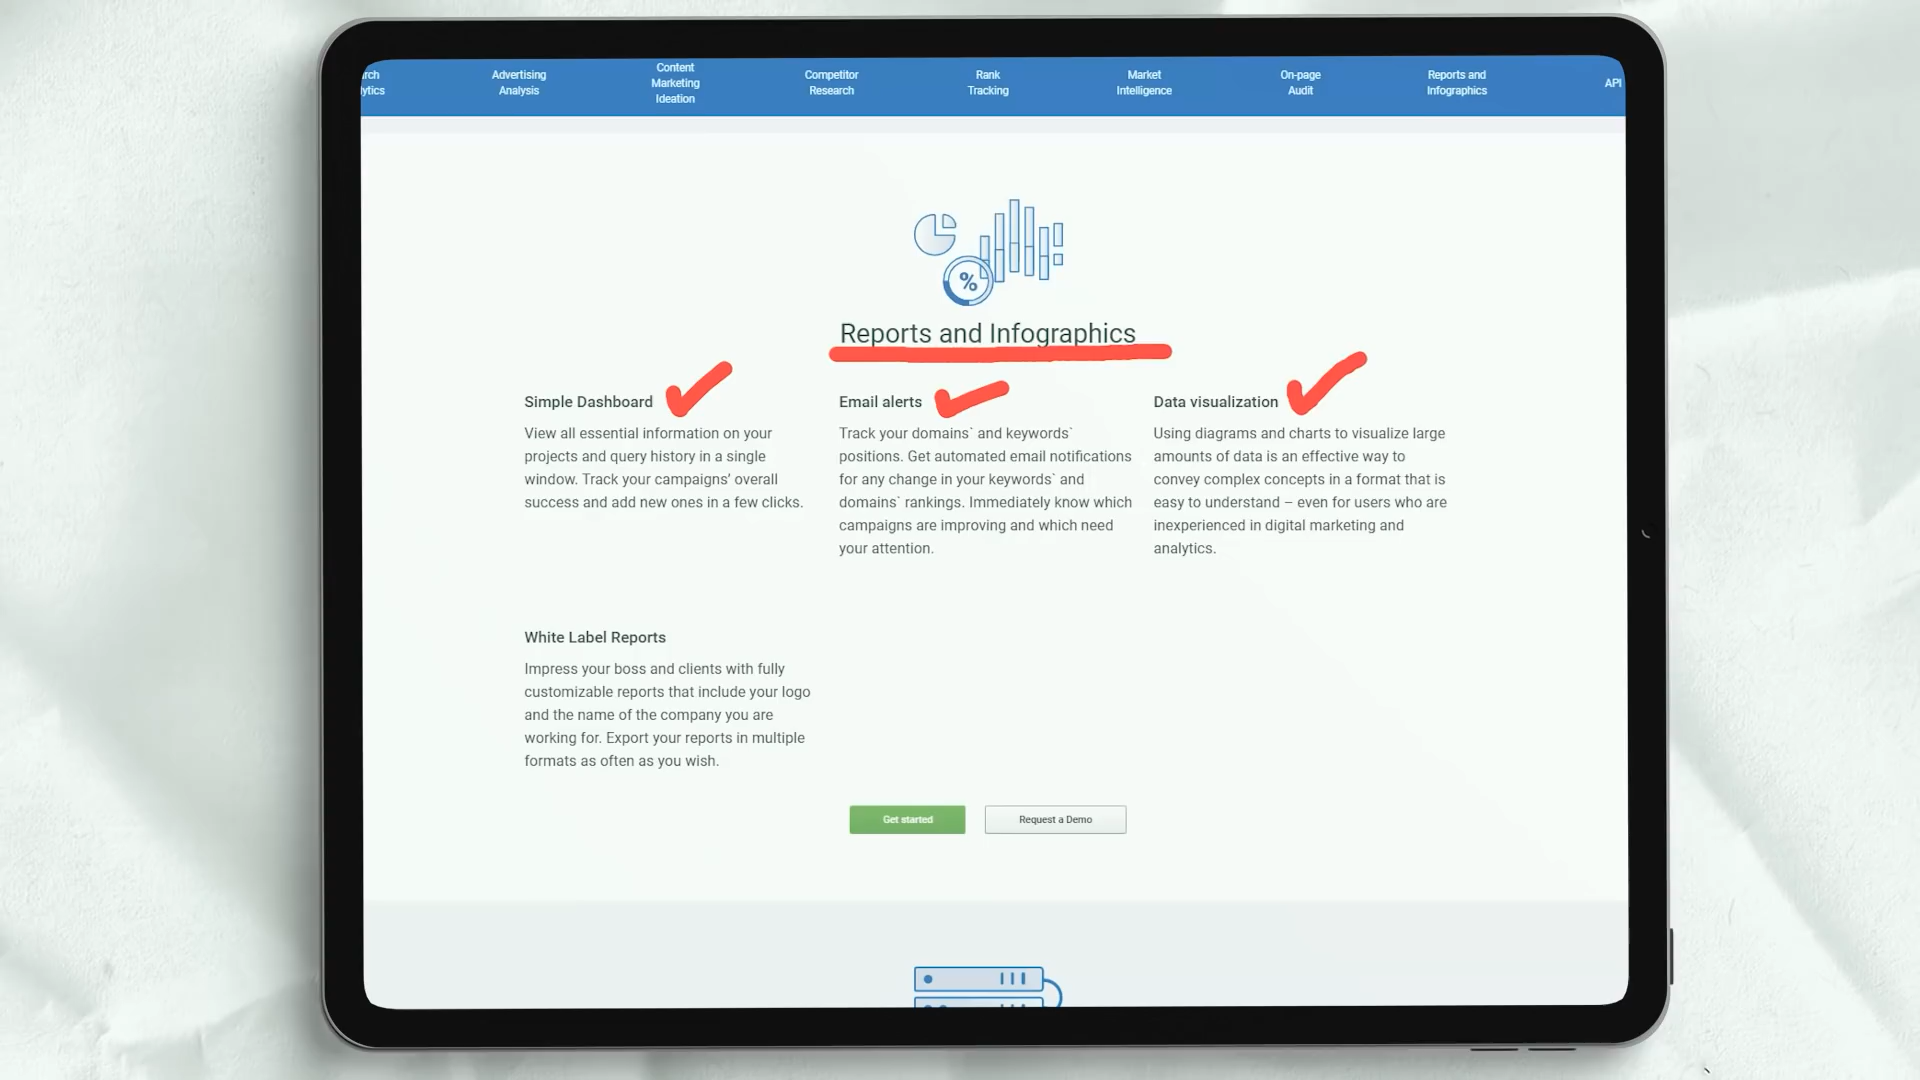 rch
lytics
Advertising
Analysis
Content
Marketing
Ideation
Competitor
Research
Rank
Tracking
Market
Intelligence
On-page
Audit
Reports and
Infographics
API
%
Reports and Infographics
Simple Dashboard
View all essential information on your
projects and query history in a single
window. Track your campaigns’ overall
success and add new ones in a few clicks.
Email alerts
Track your domains` and keywords`
positions. Get automated email notifications
for any change in your keywords` and
domains` rankings. Immediately know which
campaigns are improving and which need
your attention.
Data visualization
Using diagrams and charts to visualize large
amounts of data is an effective way to
convey complex concepts in a format that is
easy to understand – even for users who are
inexperienced in digital marketing and
analytics.
White Label Reports
Impress your boss and clients with fully
customizable reports that include your logo
and the name of the company you are
working for. Export your reports in multiple
formats as often as you wish.
Get started
Request a Demo